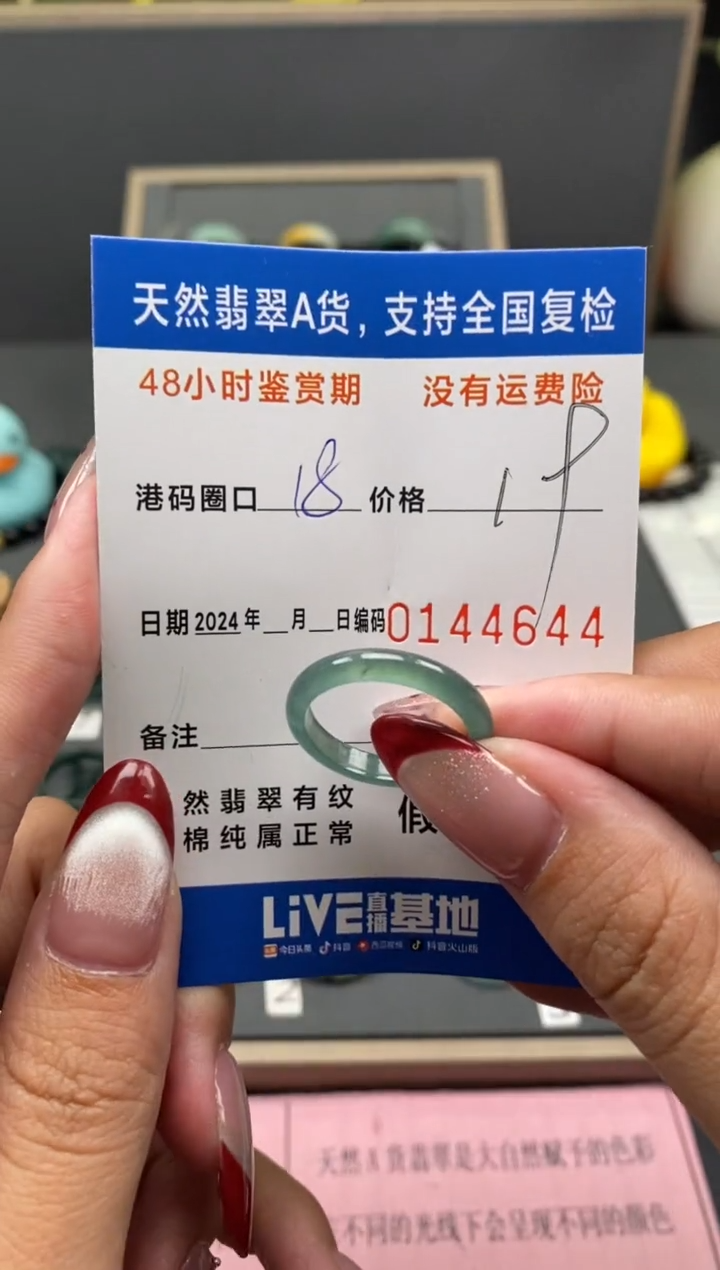 天然翡翠A货，支持全国复检
48小时鉴赏期 没有运费险
港码圈口 18 价格 19
日期 2024 年__月__日编码0144644
备注
然翡翠有纹 假
棉纯属正常
LiVE直播基地
今日头条 抖音 西瓜视频 抖音火山版
天然A货翡翠是大自然赋予的色彩
不同的光线下会呈现不同的颜色